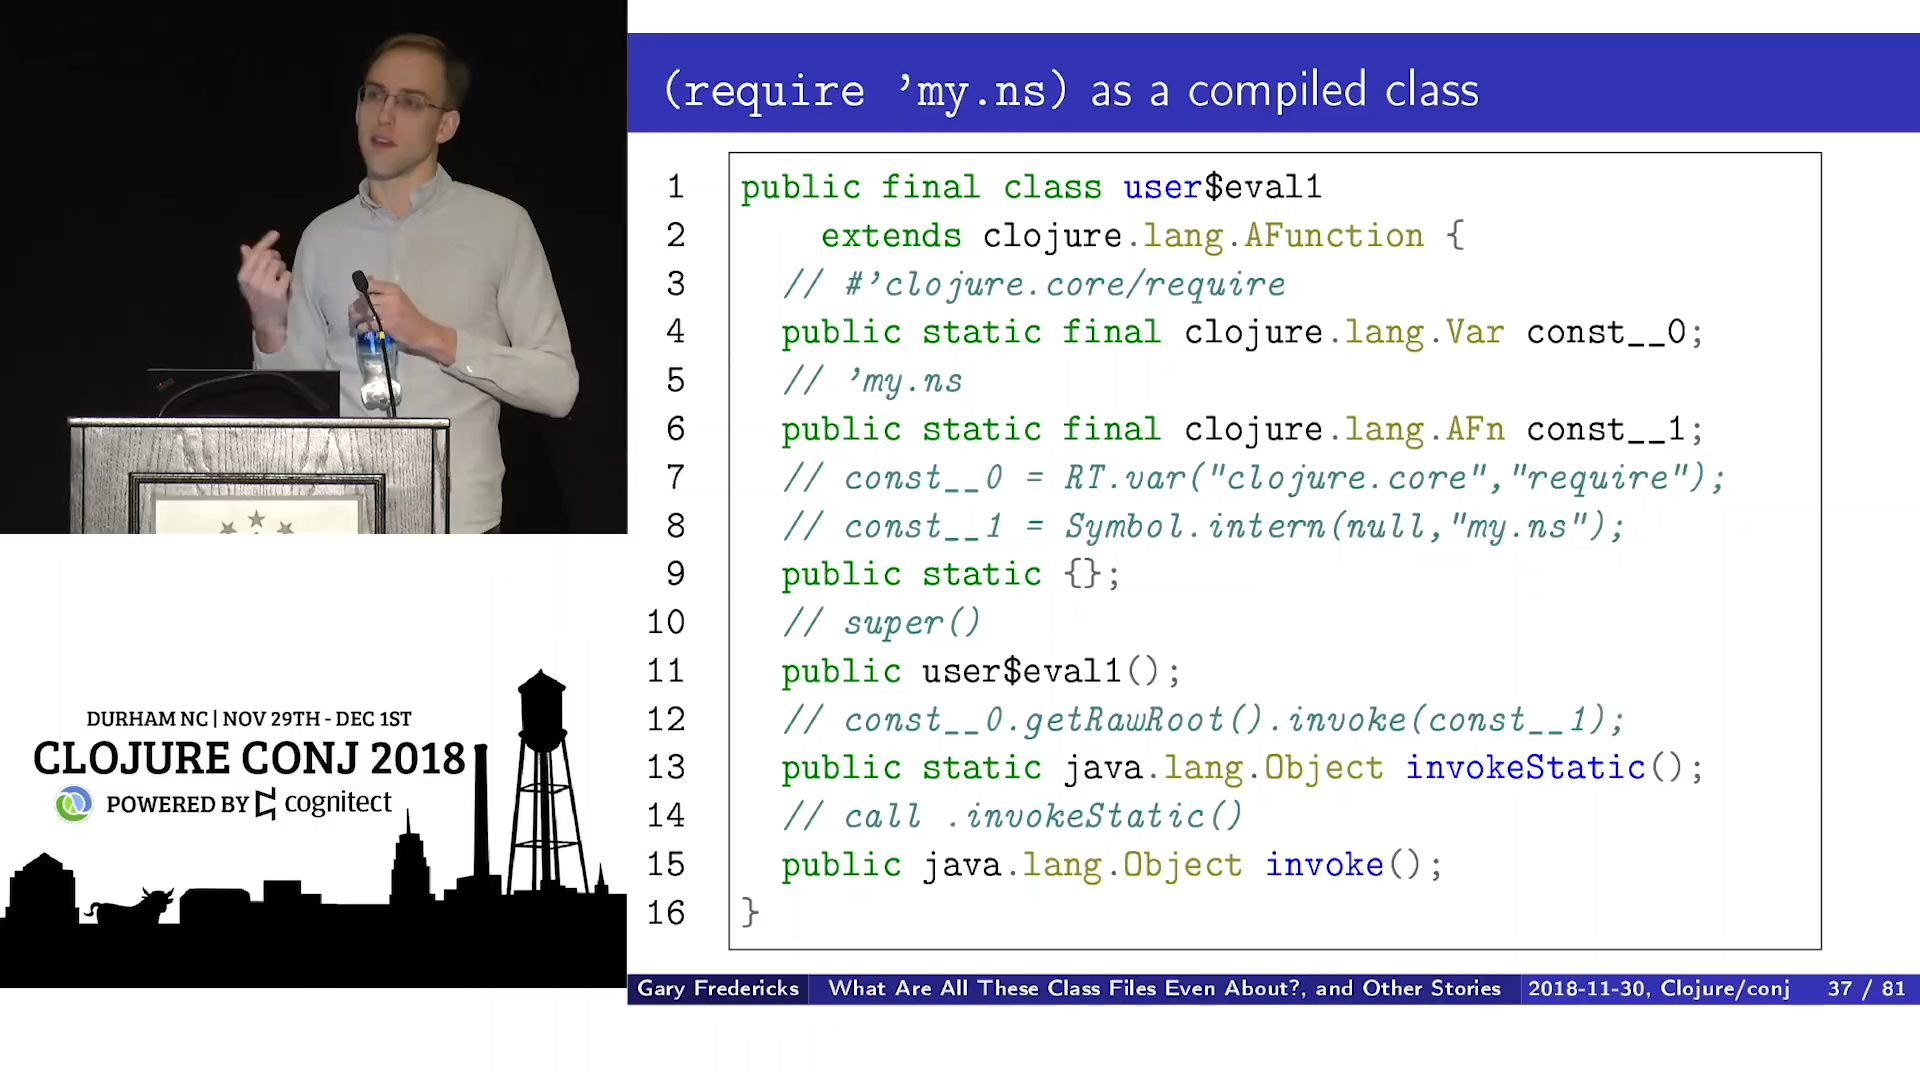 (require 'my.ns) as a compiled class
1 public final class user$eval1
2 extends clojure.lang.AFunction {
3 // #'clojure.core/require
4 public static final clojure.lang.Var const__0;
5 // 'my.ns
6 public static final clojure.lang.AFn const__1;
7 // const__0 = RT.var("clojure.core","require");
8 // const__1 = Symbol.intern(null,"my.ns");
9 public static {};
10 // super()
11 public user$eval1();
12 // const__0.getRawRoot().invoke(const__1);
13 public static java.lang.Object invokeStatic();
14 // call .invokeStatic()
15 public java.lang.Object invoke();
16 }
DURHAM NC | NOV 29TH - DEC 1ST
CLOJURE CONJ 2018
POWERED BY cognitect
Gary Fredericks What Are All These Class Files Even About?, and Other Stories 2018-11-30, Clojure/conj 37 / 81